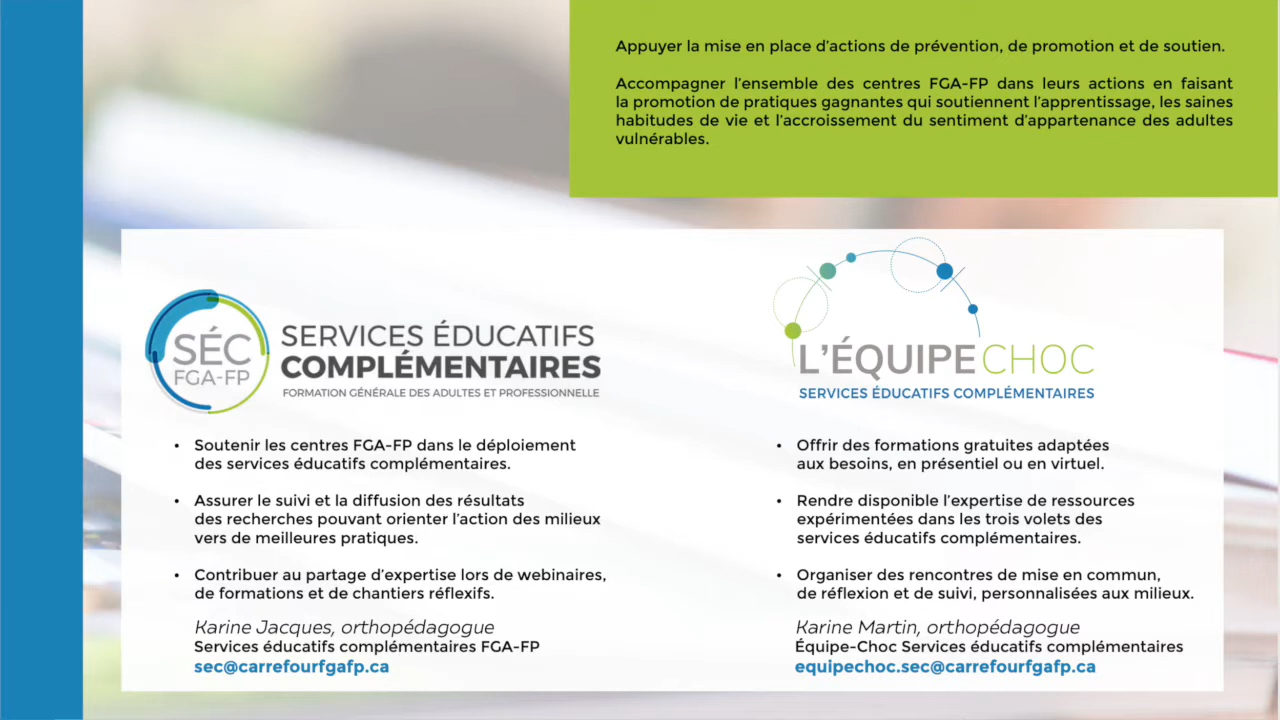 Appuyer la mise en place d'actions de prévention, de promotion et de soutien.
Accompagner l'ensemble des centres FGA-FP dans leurs actions en faisant
la promotion de pratiques gagnantes qui soutiennent l'apprentissage, les saines
habitudes de vie et l'accroissement du sentiment d'appartenance des adultes
vulnérables.
SÉC
FGA-FP
SERVICES ÉDUCATIFS
COMPLÉMENTAIRES
FORMATION GÉNÉRALE DES ADULTES ET PROFESSIONNELLE
• Soutenir les centres FGA-FP dans le déploiement
des services éducatifs complémentaires.
• Assurer le suivi et la diffusion des résultats
des recherches pouvant orienter l'action des milieux
vers de meilleures pratiques.
• Contribuer au partage d'expertise lors de webinaires,
de formations et de chantiers réflexifs.
Karine Jacques, orthopédagogue
Services éducatifs complémentaires FGA-FP
sec@carrefourfgafp.ca
L'ÉQUIPECHOC
SERVICES ÉDUCATIFS COMPLÉMENTAIRES
• Offrir des formations gratuites adaptées
aux besoins, en présentiel ou en virtuel.
• Rendre disponible l'expertise de ressources
expérimentées dans les trois volets des
services éducatifs complémentaires.
• Organiser des rencontres de mise en commun,
de réflexion et de suivi, personnalisées aux milieux.
Karine Martin, orthopédagogue
Équipe-Choc Services éducatifs complémentaires
equipechoc.sec@carrefourfgafp.ca